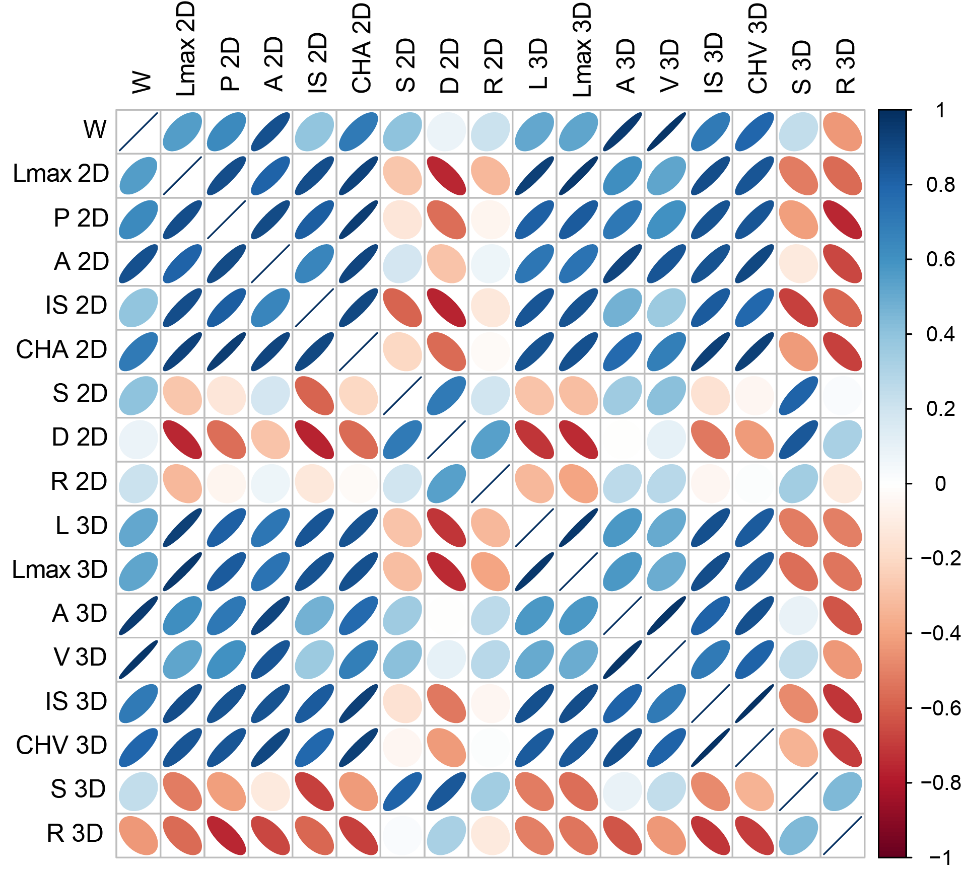 W
Lmax 2D
P 2D
A 2D
IS 2D
CHA 2D
S 2D
D 2D
R 2D
L 3D
Lmax 3D
A 3D
V 3D
IS 3D
CHV 3D
S 3D
R 3D
W
Lmax 2D
P 2D
A 2D
IS 2D
CHA 2D
S 2D
D 2D
R 2D
L 3D
Lmax 3D
A 3D
V 3D
IS 3D
CHV 3D
S 3D
R 3D
1
0.8
0.6
0.4
0.2
0
−0.2
−0.4
−0.6
−0.8
−1